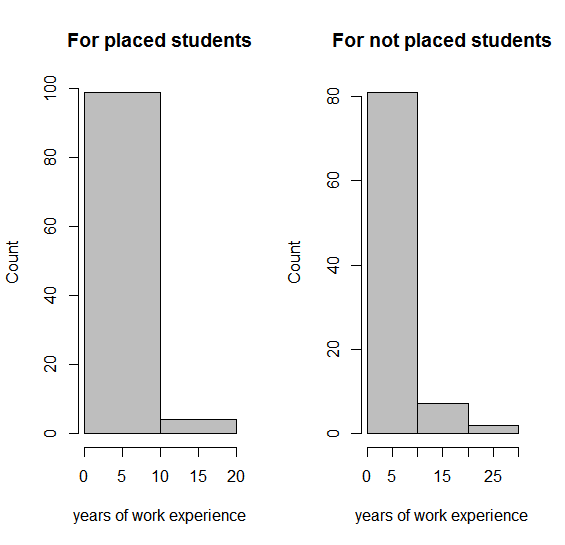 For placed students
Count
0
20
40
60
80
100
0 5 10 15 20
years of work experience
For not placed students
Count
0
20
40
60
80
0 5 15 25
years of work experience